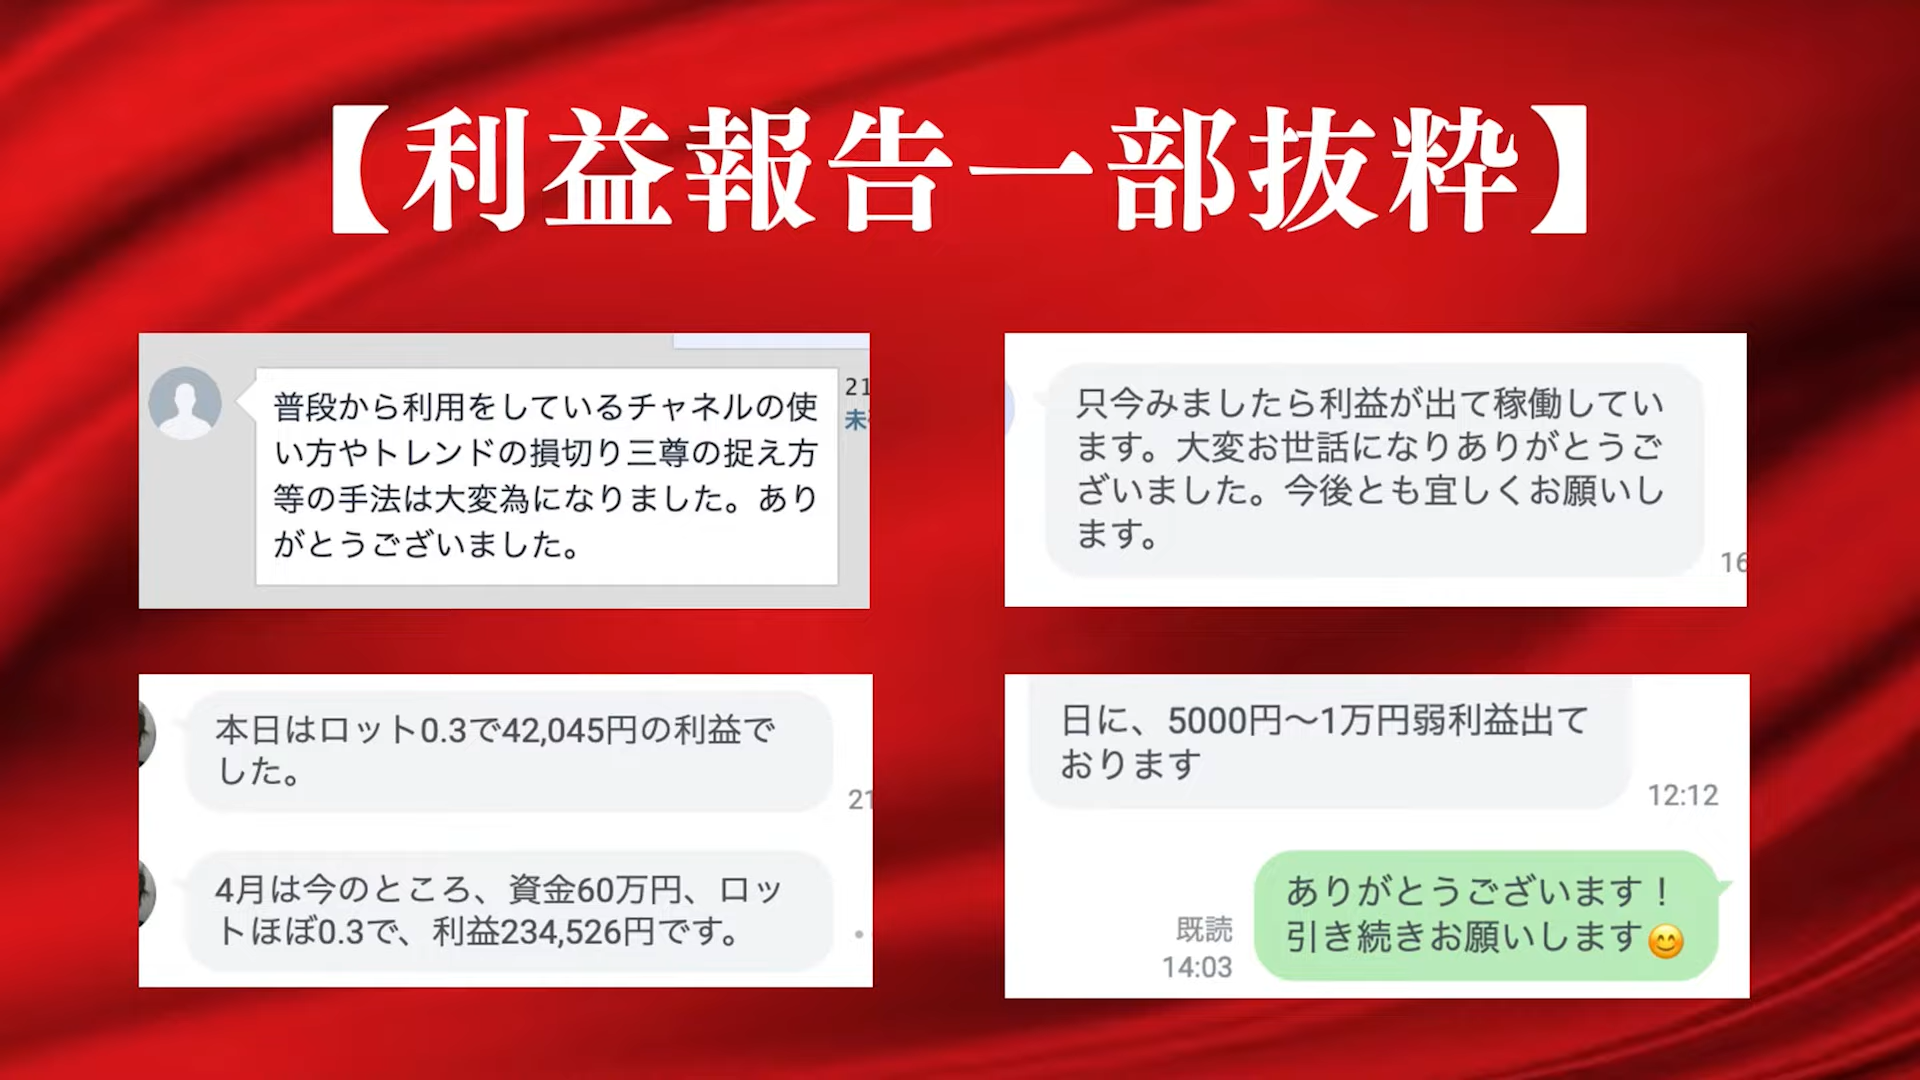 【利益報告一部抜粋】
普段から利用をしているチャネルの使
い方やトレンドの損切り三尊の捉え方
等の手法は大変為になりました。あり
がとうございました。
21
未
只今みましたら利益が出て稼働してい
ます。大変お世話になりありがとうご
ざいました。今後とも宜しくお願いし
ます。
16
本日はロット0.3で42,045円の利益で
した。
21
4月は今のところ、資金60万円、ロッ
トほぼ0.3で、利益234,526円です。
日に、5000円〜1万円弱利益出て
おります
12:12
ありがとうございます！
引き続きお願いします😊
既読
14:03